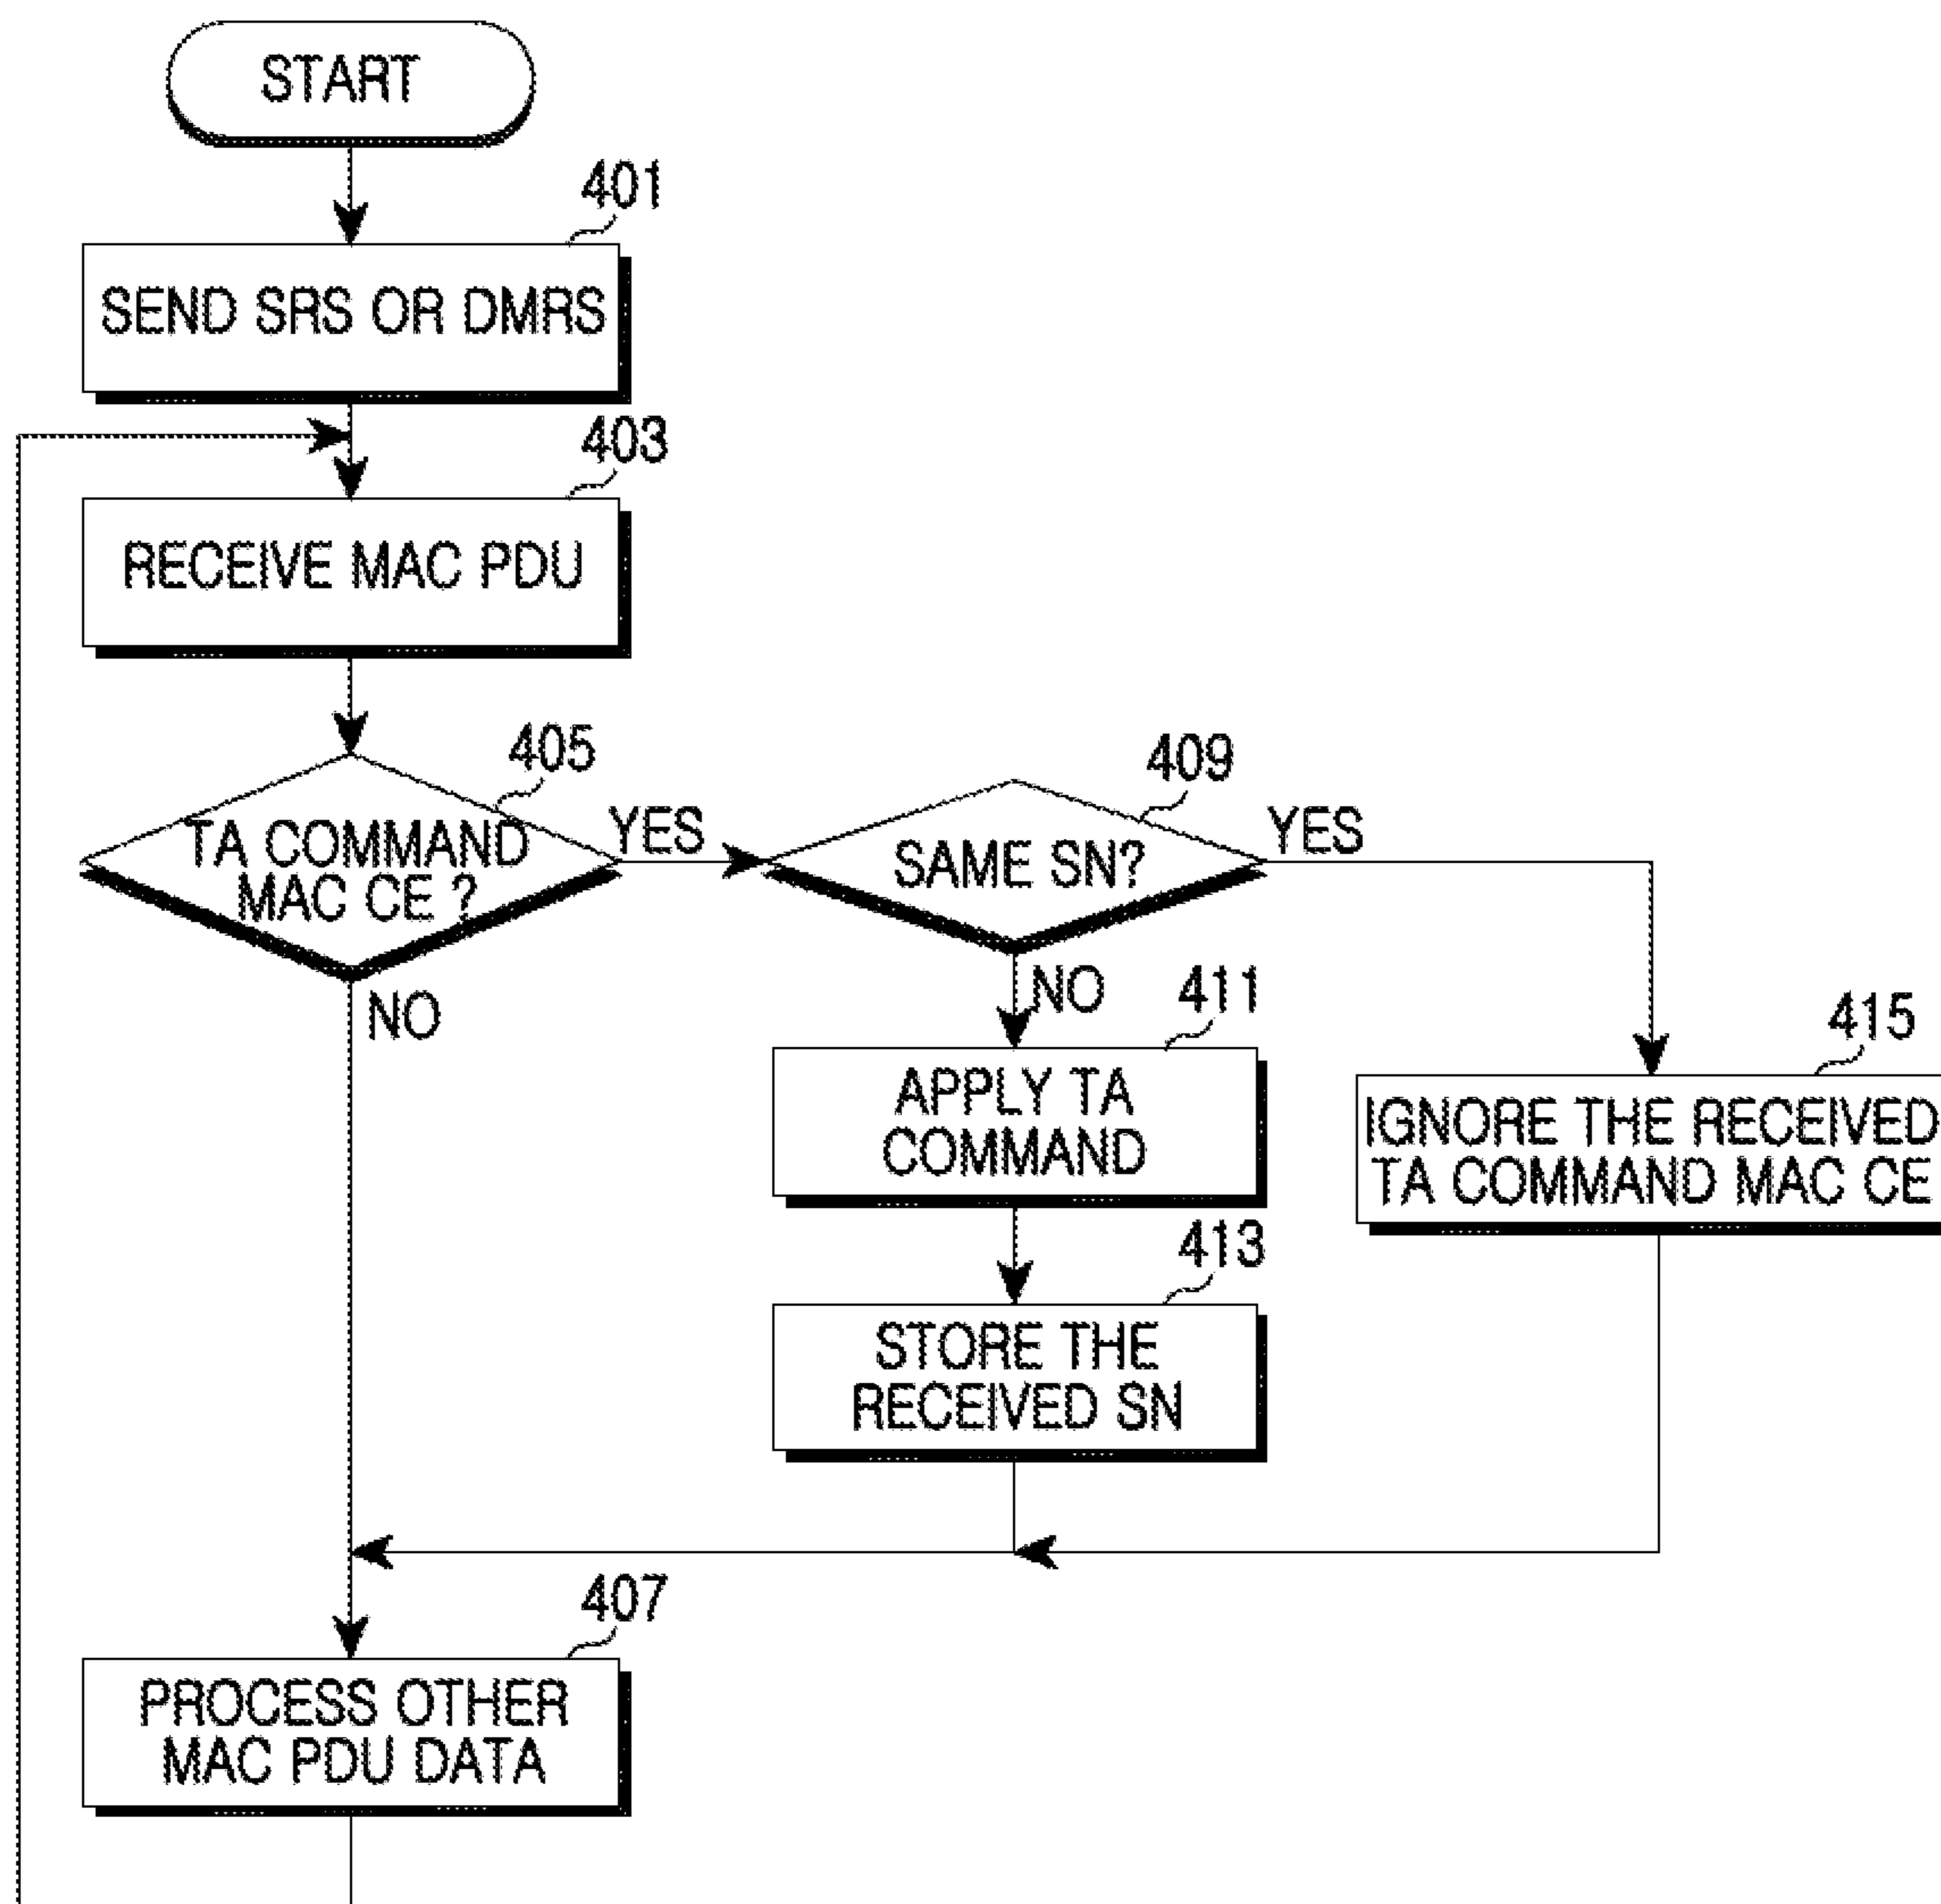 START
401
SEND SRS OR DMRS
403
RECEIVE MAC PDU
405
TA COMMAND
MAC CE ?
YES
NO
409
SAME SN?
YES
NO
411
APPLY TA
COMMAND
415
IGNORE THE RECEIVED
TA COMMAND MAC CE
413
STORE THE
RECEIVED SN
407
PROCESS OTHER
MAC PDU DATA